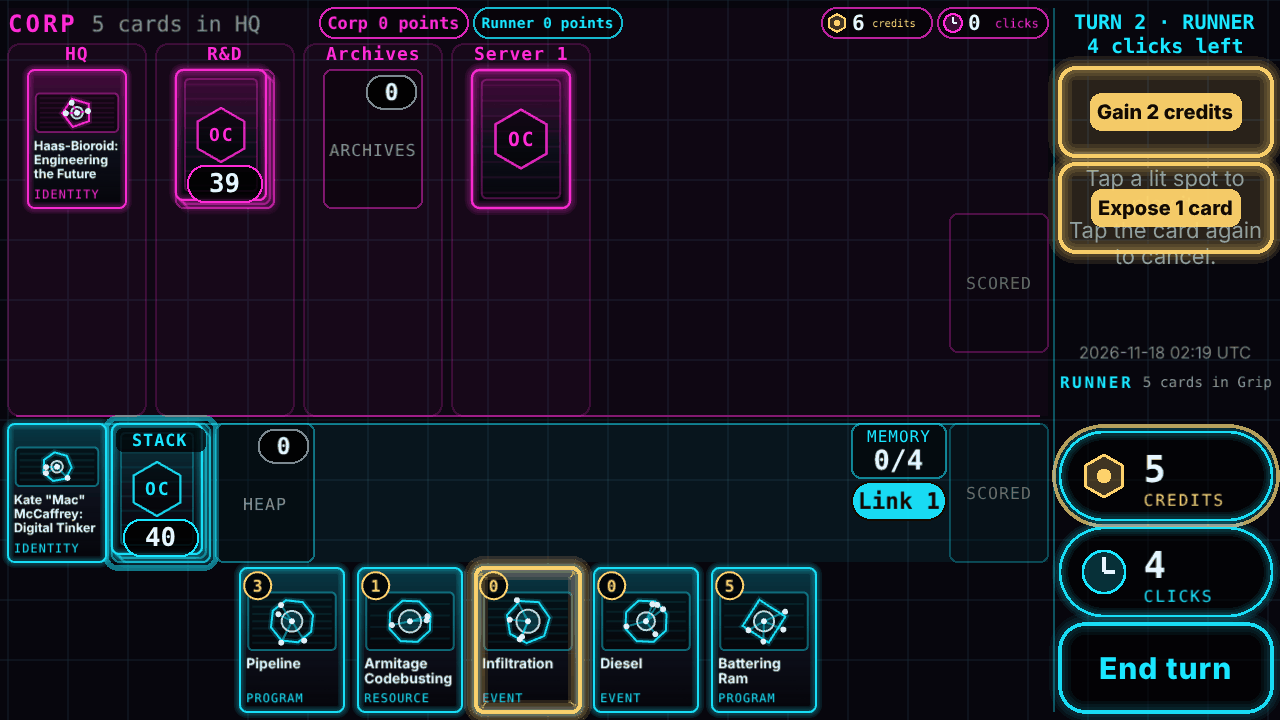 CORP 5 cards in HQ
Corp 0 points
Runner 0 points
6 credits
0 clicks
TURN 2 · RUNNER
4 clicks left
HQ
R&D
Archives
Server 1
Haas-Bioroid:
Engineering
the Future
IDENTITY
OC
39
0
ARCHIVES
OC
SCORED
Gain 2 credits
Tap a lit spot to
Expose 1 card
Tap the card again
to cancel.
2026-11-18 02:19 UTC
RUNNER 5 cards in Grip
Kate "Mac"
McCaffrey:
Digital Tinker
IDENTITY
STACK
OC
40
0
HEAP
MEMORY
0/4
Link 1
SCORED
5
CREDITS
4
CLICKS
End turn
3
Pipeline
PROGRAM
1
Armitage
Codebusting
RESOURCE
0
Infiltration
EVENT
0
Diesel
EVENT
5
Battering
Ram
PROGRAM